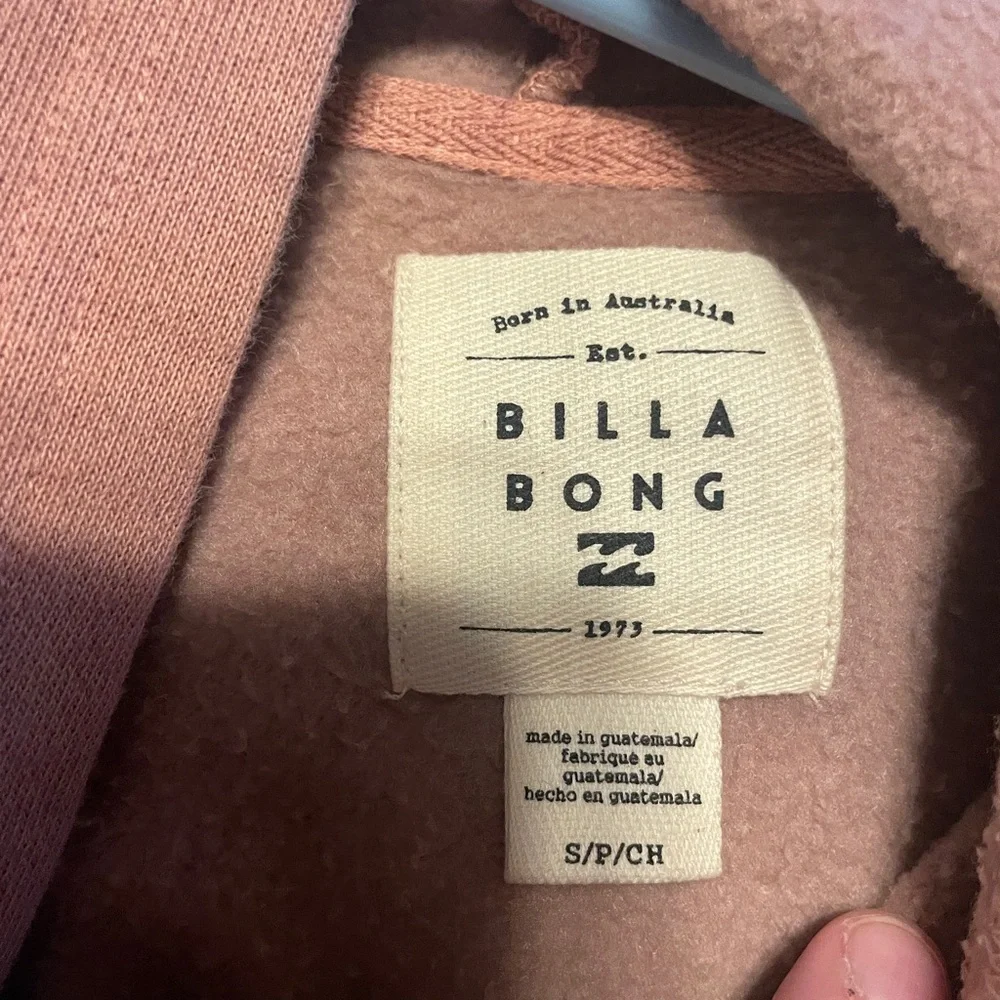 Born in Australia
Est.
BILLA
BONG
1973
made in guatemala/
fabriqué au
guatemala/
hecho en guatemala
S/P/CH